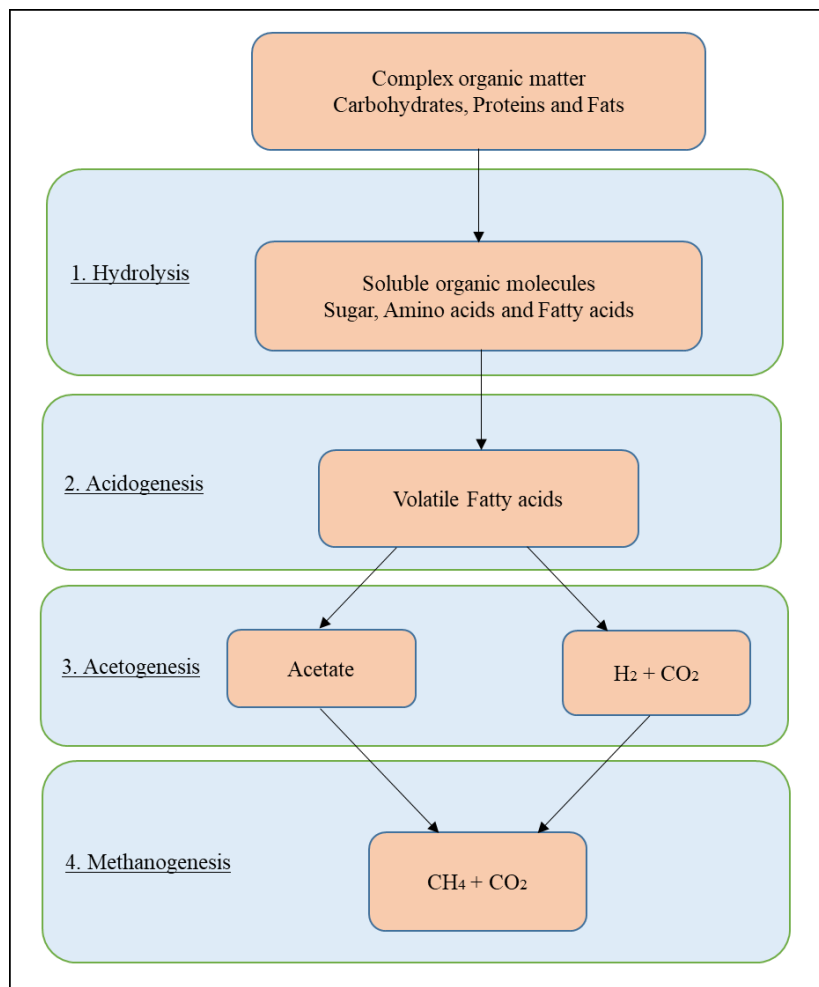 Complex organic matter
Carbohydrates, Proteins and Fats
1. Hydrolysis
Soluble organic molecules
Sugar, Amino acids and Fatty acids
2. Acidogenesis
Volatile Fatty acids
3. Acetogenesis
Acetate
H₂ + CO₂
4. Methanogenesis
CH₄ + CO₂